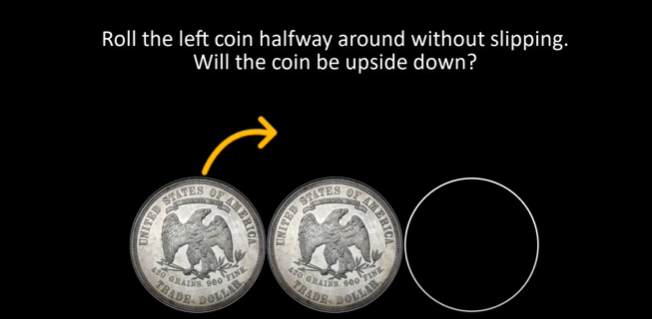 Roll the left coin halfway around without slipping.
Will the coin be upside down?
UNITED STATES OF AMERICA
420 GRAINS. 900 FINE.
TRADE DOLLAR
UNITED STATES OF AMERICA
420 GRAINS. 900 FINE.
TRADE DOLLAR